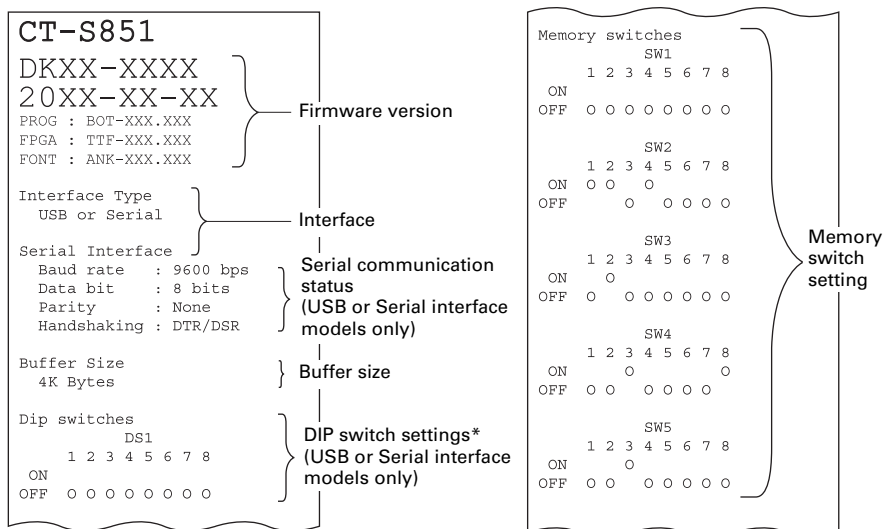 CT-S851
DKXX-XXXX
20XX-XX-XX
PROG : BOT-XXX.XXX
FPGA : TTF-XXX.XXX
FONT : ANK-XXX.XXX
Firmware version
Interface Type
USB or Serial
Interface
Serial Interface
Baud rate : 9600 bps
Data bit : 8 bits
Parity : None
Handshaking : DTR/DSR
Serial communication
status
(USB or Serial interface
models only)
Buffer Size
4K Bytes
Buffer size
Dip switches
DS1
1 2 3 4 5 6 7 8
ON
OFF O O O O O O O O
DIP switch settings*
(USB or Serial interface
models only)
Memory switches
SW1
1 2 3 4 5 6 7 8
ON
OFF O O O O O O O O
SW2
1 2 3 4 5 6 7 8
ON O O O
OFF O O O O O
SW3
1 2 3 4 5 6 7 8
ON O
OFF O O O O O O O
SW4
1 2 3 4 5 6 7 8
ON O O
OFF O O O O O O
SW5
1 2 3 4 5 6 7 8
ON O
OFF O O O O O O O
Memory
switch
setting